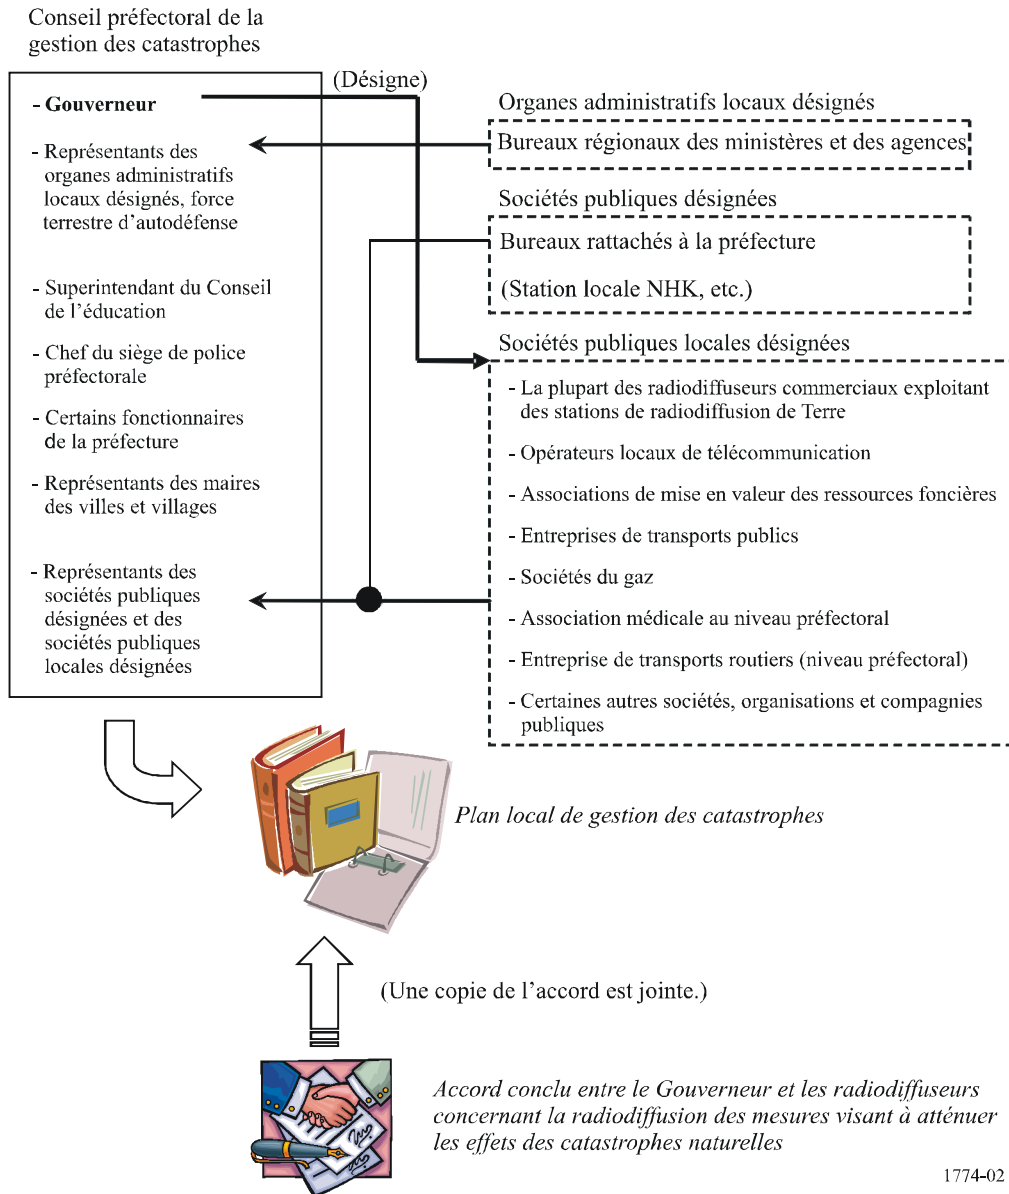 Conseil préfectoral de la
gestion des catastrophes
(Désigne)
- Gouverneur
- Représentants des
organes administratifs
locaux désignés, force
terrestre d'autodéfense
- Superintendant du Conseil
de l'éducation
- Chef du siège de police
préfectorale
- Certains fonctionnaires
de la préfecture
- Représentants des maires
des villes et villages
- Représentants des
sociétés publiques
désignées et des
sociétés publiques
locales désignées
Organes administratifs locaux désignés
Bureaux régionaux des ministères et des agences
Sociétés publiques désignées
Bureaux rattachés à la préfecture
(Station locale NHK, etc.)
Sociétés publiques locales désignées
- La plupart des radiodiffuseurs commerciaux exploitant
des stations de radiodiffusion de Terre
- Opérateurs locaux de télécommunication
- Associations de mise en valeur des ressources foncières
- Entreprises de transports publics
- Sociétés du gaz
- Association médicale au niveau préfectoral
- Entreprise de transports routiers (niveau préfectoral)
- Certaines autres sociétés, organisations et compagnies
publiques
Plan local de gestion des catastrophes
(Une copie de l'accord est jointe.)
Accord conclu entre le Gouverneur et les radiodiffuseurs
concernant la radiodiffusion des mesures visant à atténuer
les effets des catastrophes naturelles
1774-02